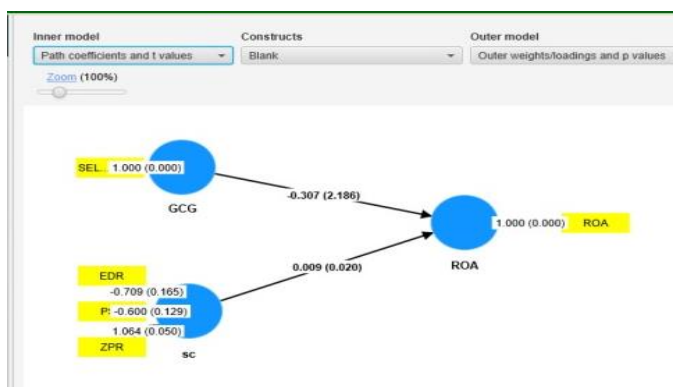 Inner model Constructs Outer model
Path coefficients and t values Blank Outer weights/loadings and p values
Zoom (100%)
SEL... 1.000 (0.000)
GCG
-0.307 (2.186)
1.000 (0.000) ROA
ROA
0.009 (0.020)
EDR
-0.709 (0.165)
-0.600 (0.129)
1.064 (0.050)
ZPR
sc